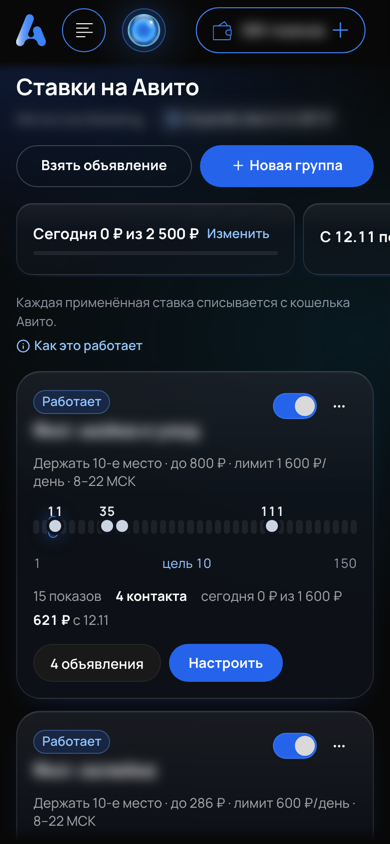 Ставки на Авито
Взять объявление
+ Новая группа
Сегодня 0 ₽ из 2 500 ₽ Изменить
С 12.11
Каждая применённая ставка списывается с кошелька
Авито.
Как это работает
Работает
Держать 10-е место · до 800 ₽ · лимит 1 600 ₽/
день · 8–22 МСК
11 35 111
1 цель 10 150
15 показов 4 контакта сегодня 0 ₽ из 1 600 ₽
621 ₽ с 12.11
4 объявления
Настроить
Работает
Держать 10-е место · до 286 ₽ · лимит 600 ₽/день ·
8–22 МСК